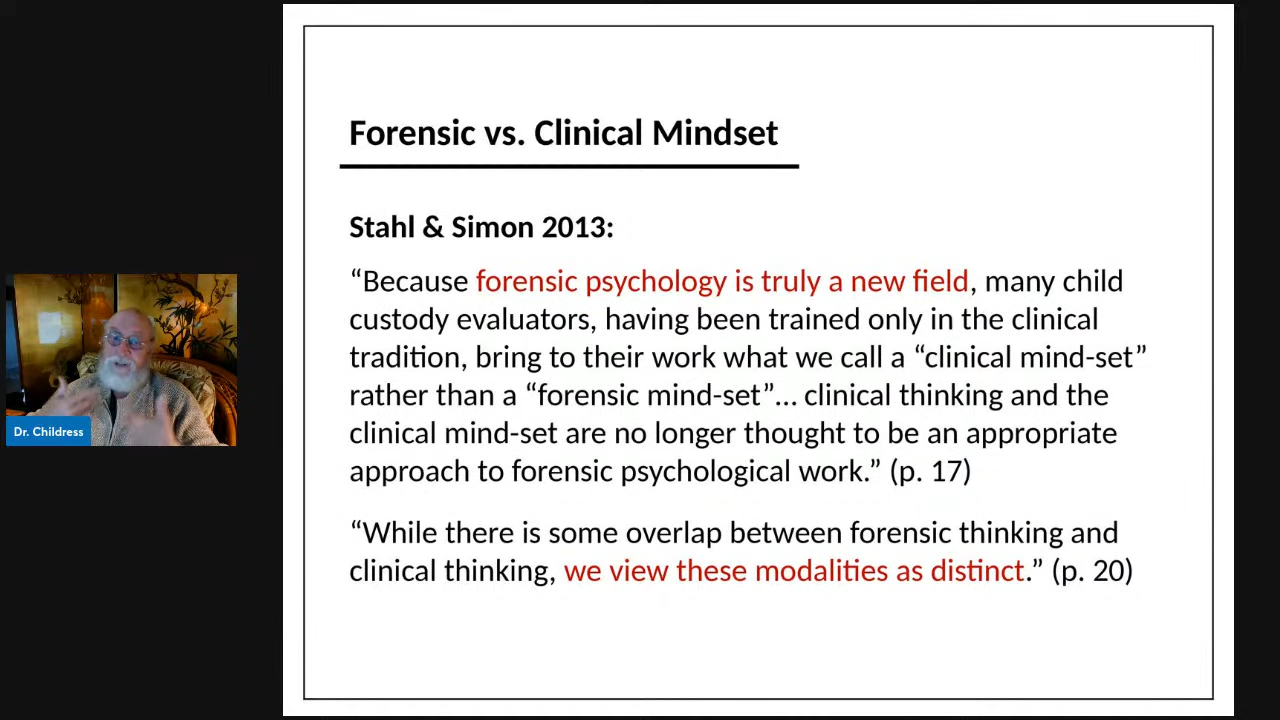 Forensic vs. Clinical Mindset
Stahl & Simon 2013:
“Because forensic psychology is truly a new field, many child
custody evaluators, having been trained only in the clinical
tradition, bring to their work what we call a “clinical mind-set”
rather than a “forensic mind-set”... clinical thinking and the
clinical mind-set are no longer thought to be an appropriate
approach to forensic psychological work.” (p. 17)
“While there is some overlap between forensic thinking and
clinical thinking, we view these modalities as distinct.” (p. 20)
Dr. Childress